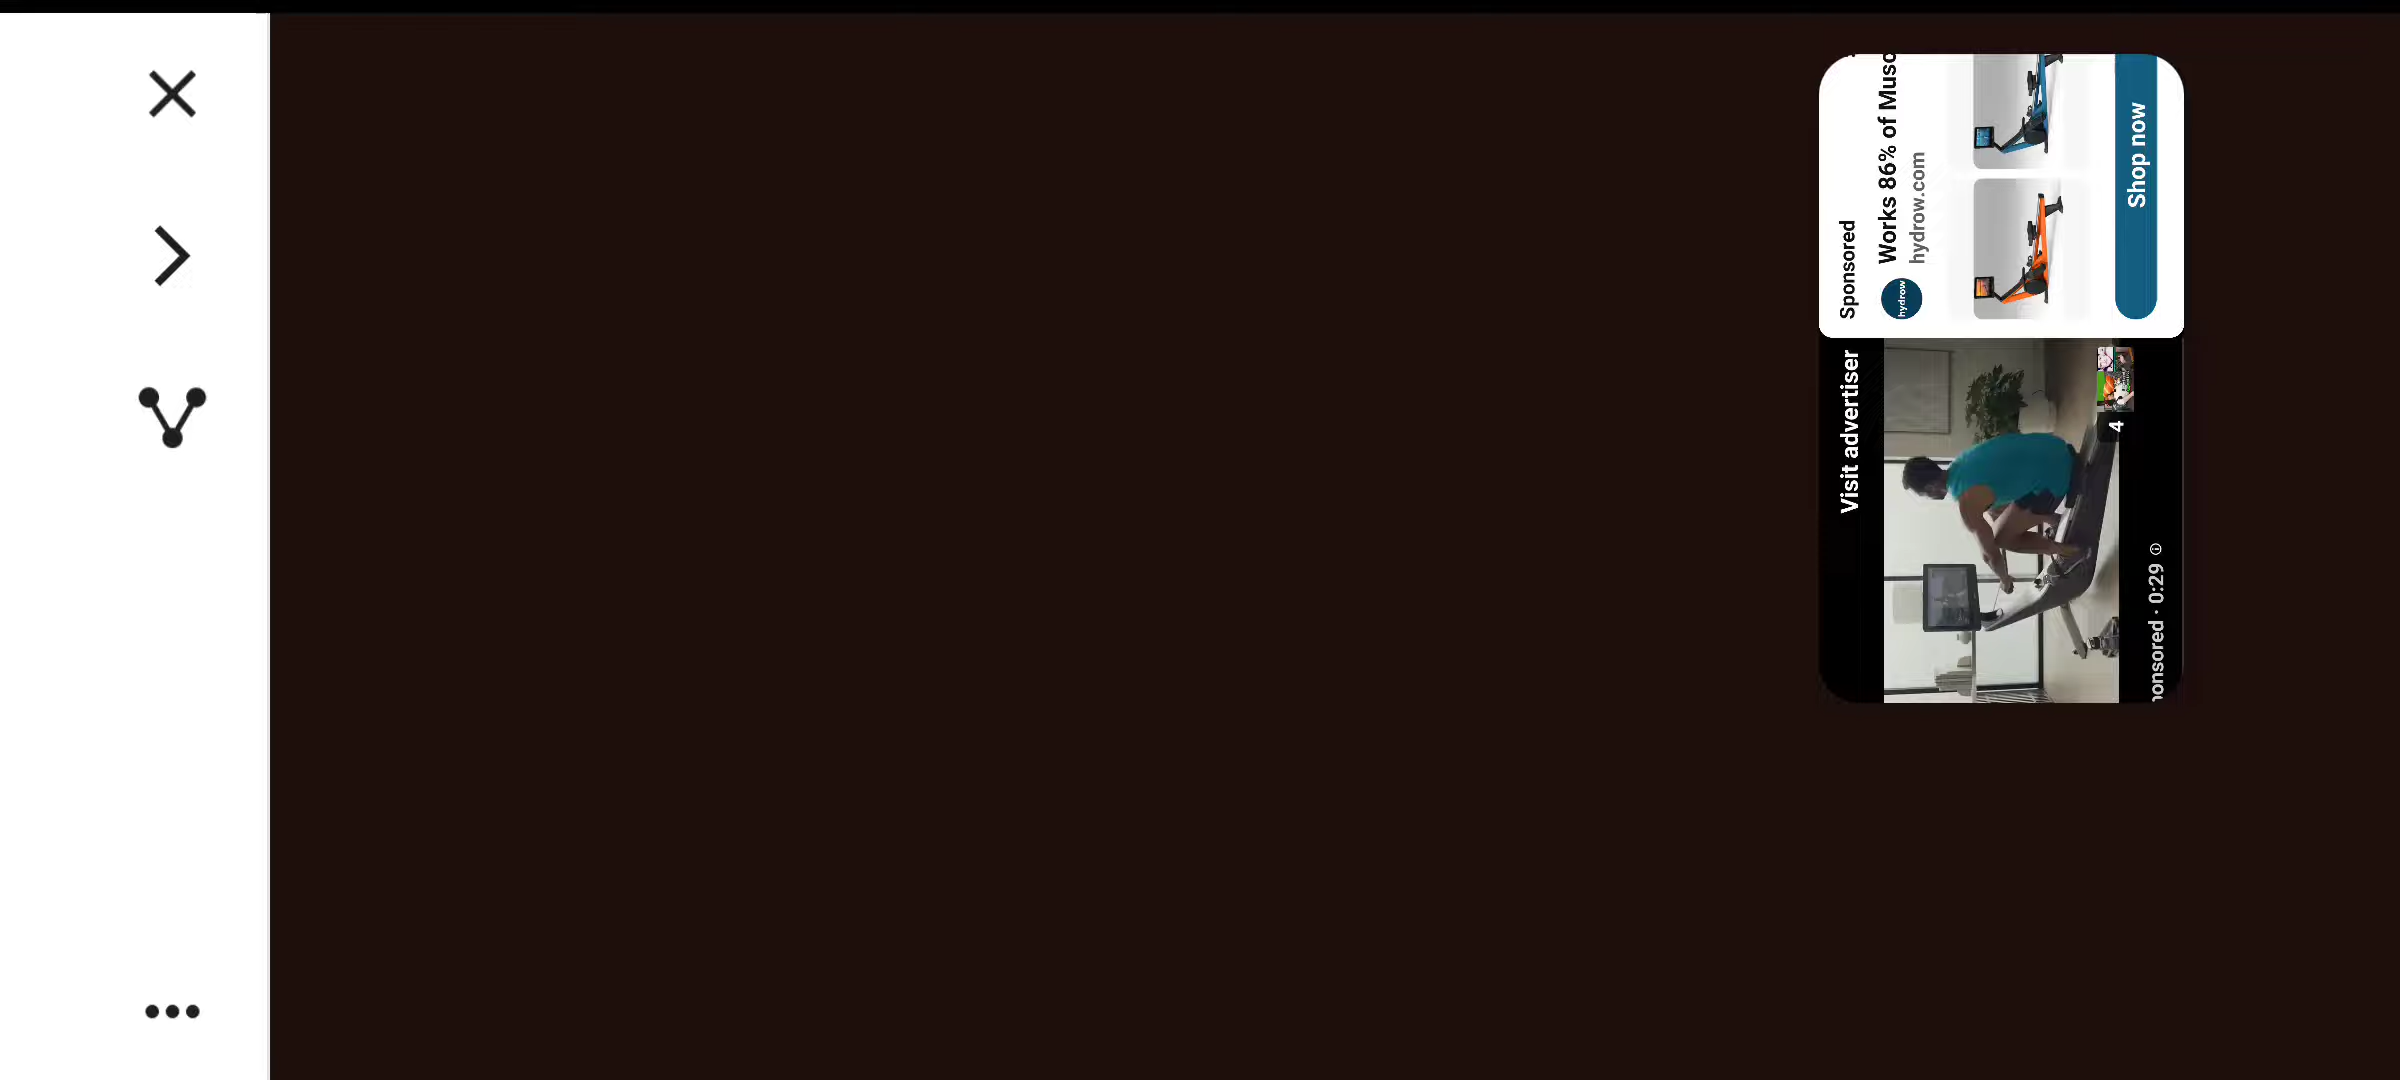 Sponsored
Works 86% of Musc
hydrow.com
hydrow
Shop now
Visit advertiser
4
onsored · 0:29